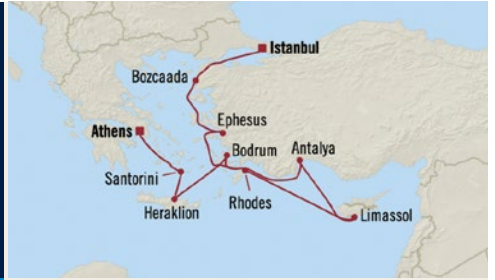 Istanbul
Bozcaada
Ephesus
Athens
Bodrum
Antalya
Santorini
Rhodes
Heraklion
Limassol